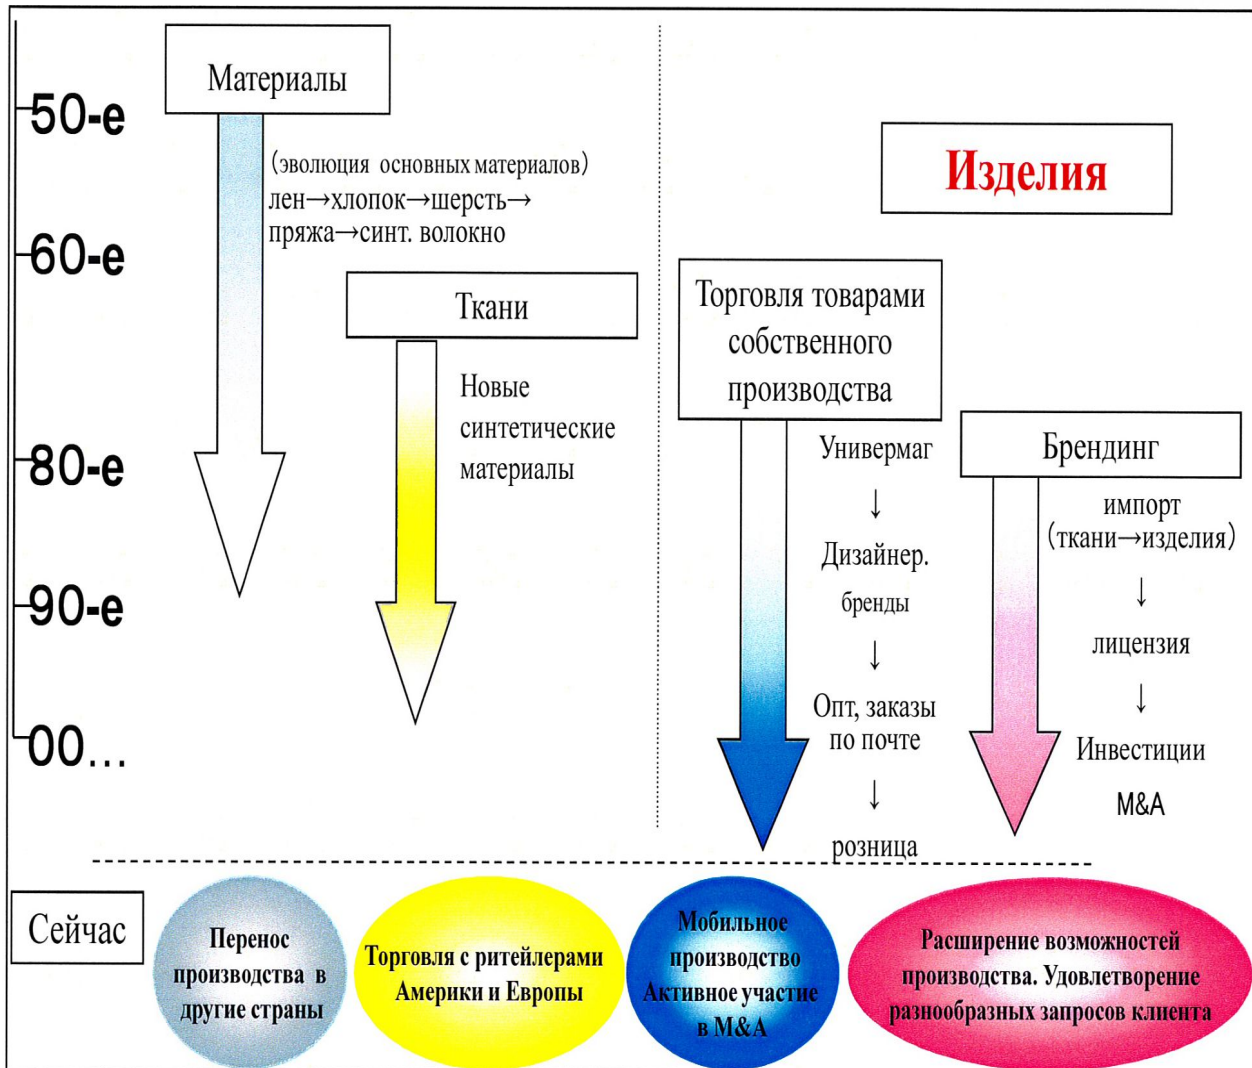 50-е
60-е
80-е
90-е
00…
Материалы
(эволюция основных материалов)
лен→хлопок→шерсть→
пряжа→синт. волокно
Ткани
Новые
синтетические
материалы
Изделия
Торговля товарами
собственного
производства
Универмаг
↓
Дизайнер.
бренды
↓
Опт, заказы
по почте
↓
розница
Брендинг
импорт
(ткани→изделия)
↓
лицензия
↓
Инвестиции
M&A
Сейчас
Перенос
производства в
другие страны
Торговля с ритейлерами
Америки и Европы
Мобильное
производство
Активное участие
в M&A
Расширение возможностей
производства. Удовлетворение
разнообразных запросов клиента